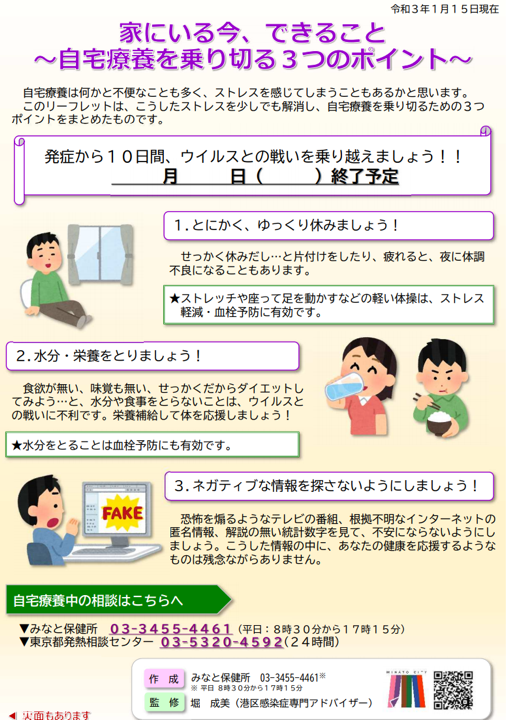 令和３年１月１５日現在
家にいる今、できること
～自宅療養を乗り切る３つのポイント～
自宅療養は何かと不便なことも多く、ストレスを感じてしまうこともあるかと思います。
このリーフレットは、こうしたストレスを少しでも解消し、自宅療養を乗り切るための３つ
ポイントをまとめたものです。
発症から１０日間、ウイルスとの戦いを乗り越えましょう！！
月　　　日（　　　）終了予定
１．とにかく、ゆっくり休みましょう！
せっかく休みだし…と片付けをしたり、疲れると、夜に体調
不良になることもあります。
★ストレッチや座って足を動かすなどの軽い体操は、ストレス
軽減・血栓予防に有効です。
２．水分・栄養をとりましょう！
食欲が無い、味覚も無い、せっかくだからダイエットし
てみよう…と、水分や食事をとらないことは、ウイルスと
の戦いに不利です。栄養補給して体を応援しましょう！
★水分をとることは血栓予防にも有効です。
FAKE
３．ネガティブな情報を探さないようにしましょう！
恐怖を煽るようなテレビの番組、根拠不明なインターネットの
匿名情報、解説の無い統計数字を見て、不安にならないようにし
ましょう。こうした情報の中に、あなたの健康を応援するような
ものは残念ながらありません。
自宅療養中の相談はこちらへ
▼みなと保健所　０３-３４５５-４４６１（平日：８時３０分から１７時１５分）
▼東京都発熱相談センター　０３-５３２０-４５９２（２４時間）
作　成　みなと保健所　03-3455-4461※
※ 平日 ８時３０分から１７時１５分
監　修　堀　成美（港区感染症専門アドバイザー）
MINATO CITY
◀ 裏面もあります